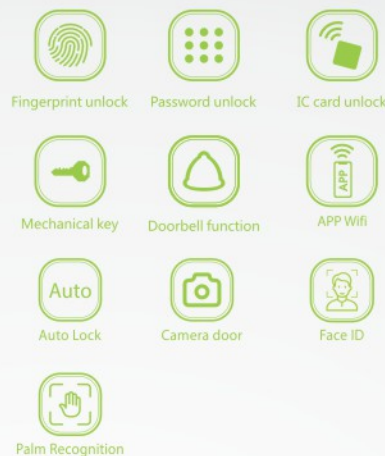 Fingerprint unlock
Password unlock
IC card unlock
Mechanical key
Doorbell function
APP
APP Wifi
Auto
Auto Lock
Camera door
Face ID
Palm Recognition